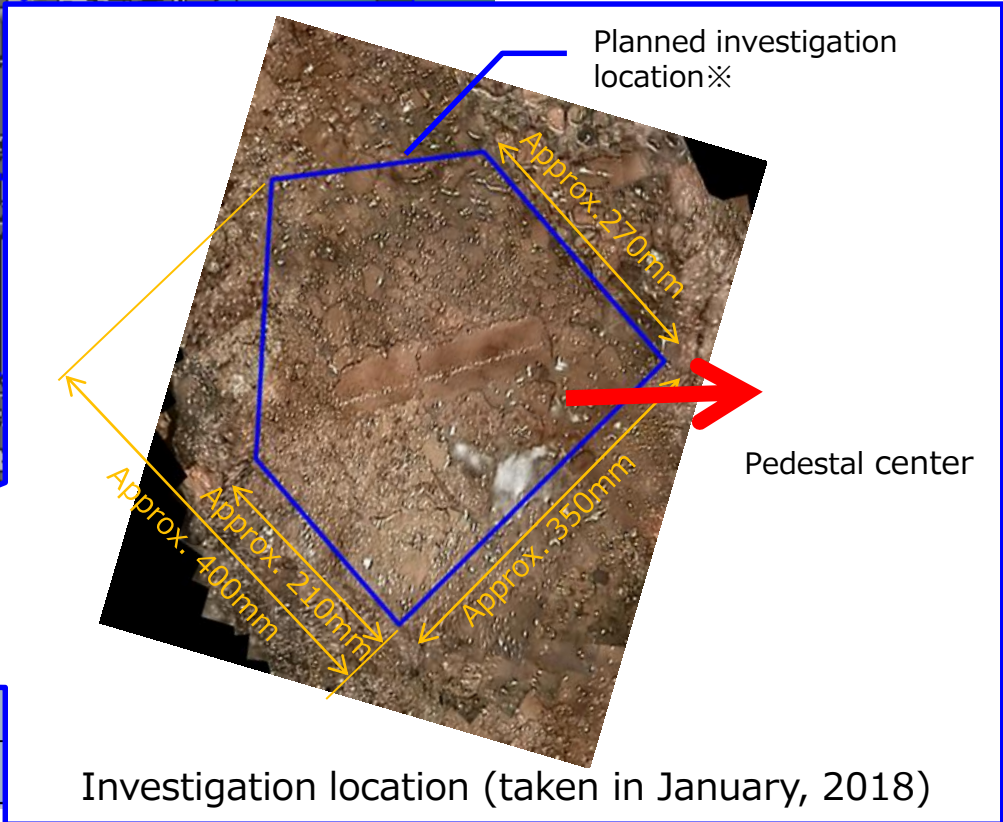 Planned investigation
location※
Approx.270mm
Approx. 350mm
Approx. 210mm
Approx. 400mm
Pedestal center
Investigation location (taken in January, 2018)